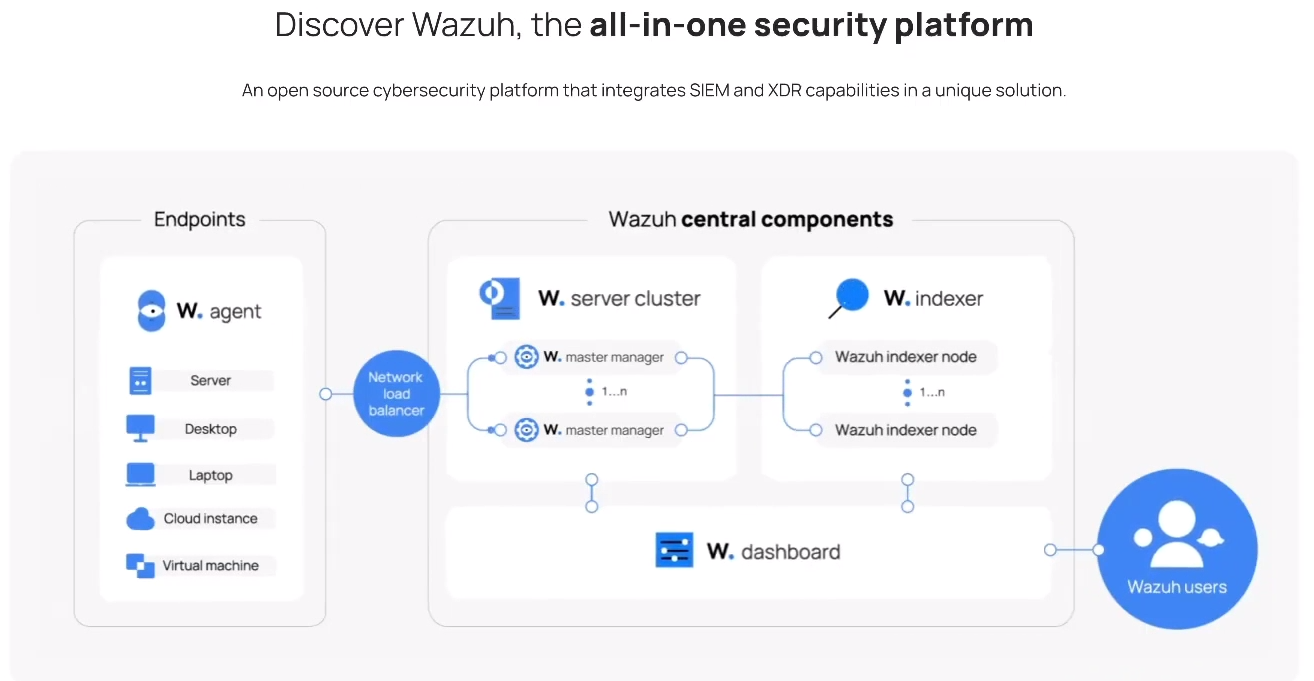 Discover Wazuh, the all-in-one security platform
An open source cybersecurity platform that integrates SIEM and XDR capabilities in a unique solution.
Endpoints
W. agent
Server
Desktop
Laptop
Cloud instance
Virtual machine
Network
load
balancer
Wazuh central components
W. server cluster
W. master manager
1...n
W. master manager
W. indexer
Wazuh indexer node
1...n
Wazuh indexer node
W. dashboard
Wazuh users